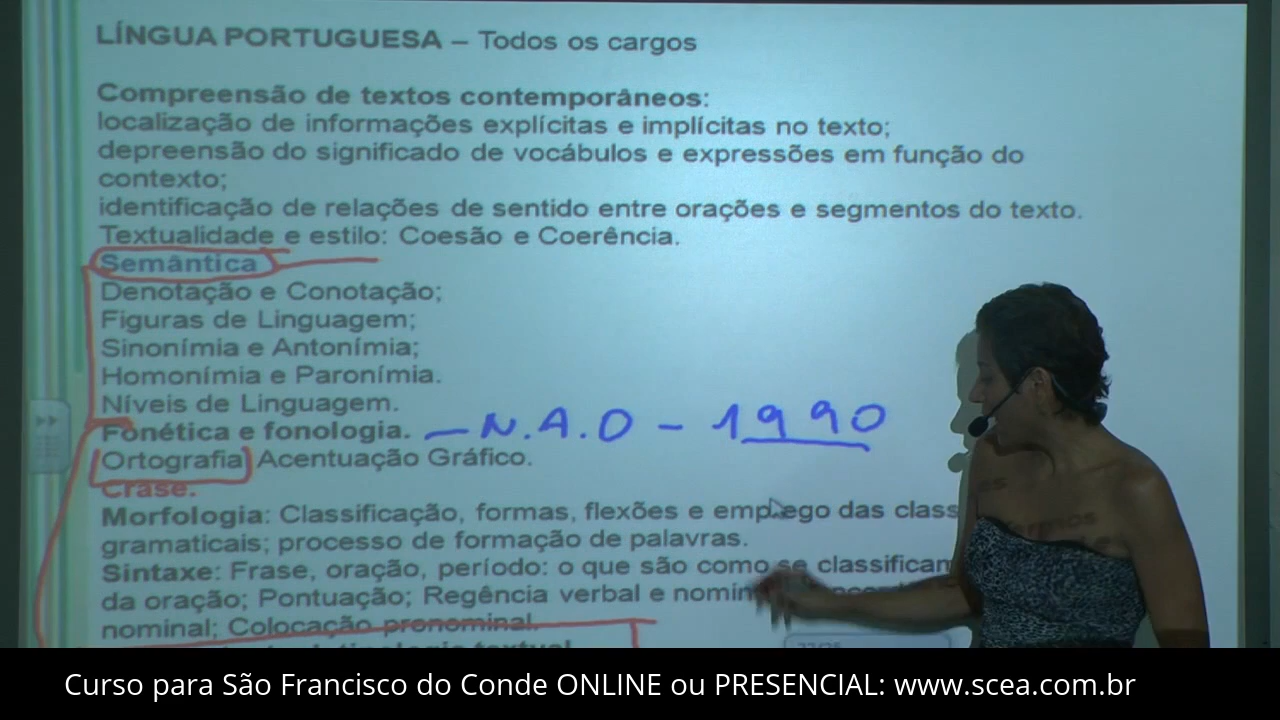 LÍNGUA PORTUGUESA – Todos os cargos
Compreensão de textos contemporâneos:
localização de informações explícitas e implícitas no texto;
depreensão do significado de vocábulos e expressões em função do
contexto;
identificação de relações de sentido entre orações e segmentos do texto.
Textualidade e estilo: Coesão e Coerência.
Semântica
Denotação e Conotação;
Figuras de Linguagem;
Sinonímia e Antonímia;
Homonímia e Paronímia.
Níveis de Linguagem.
Fonética e fonologia. – N.A.O – 1990
Ortografia Acentuação Gráfico.
Crase.
Morfologia: Classificação, formas, flexões e emprego das class
gramaticais; processo de formação de palavras.
Sintaxe: Frase, oração, período: o que são como se classificam
da oração; Pontuação; Regência verbal e nomin
nominal; Colocação pronominal.
textual
Curso para São Francisco do Conde ONLINE ou PRESENCIAL: www.scea.com.br